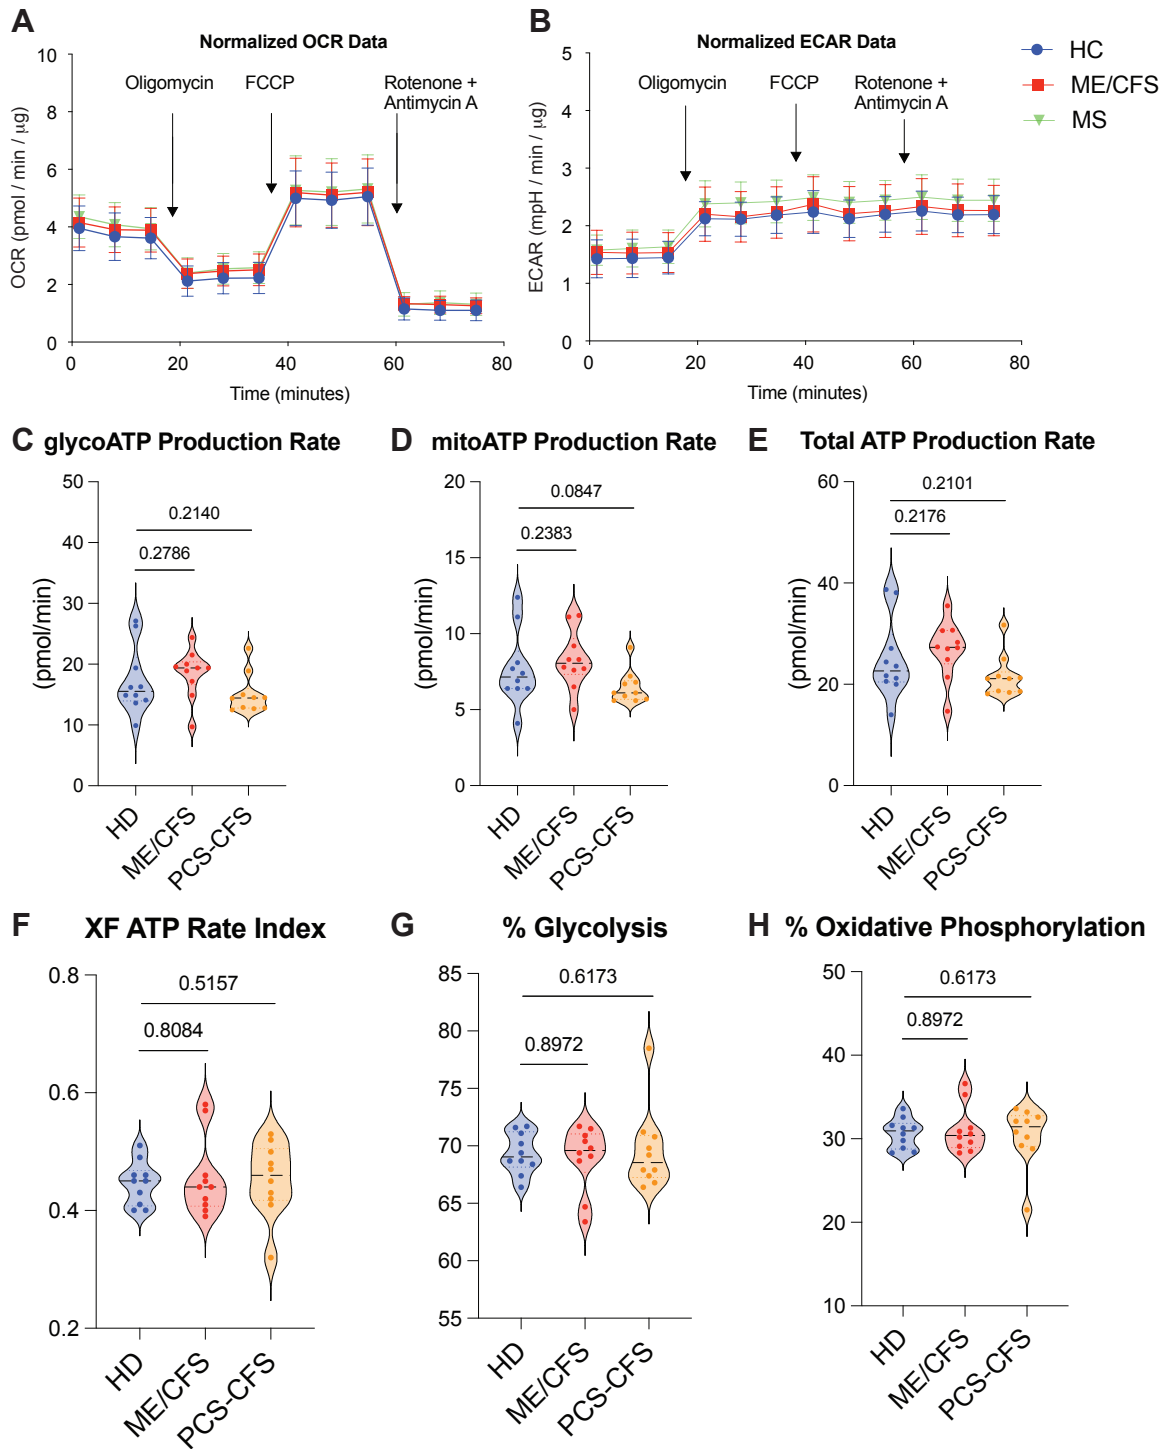 A
Normalized OCR Data
OCR (pmol / min / µg)
10
8
6
4
2
0
Oligomycin
FCCP
Rotenone +
Antimycin A
0
20
40
60
80
Time (minutes)
B
Normalized ECAR Data
ECAR (mpH / min / µg)
5
4
3
2
1
0
Oligomycin
FCCP
Rotenone +
Antimycin A
0
20
40
60
80
Time (minutes)
HC
ME/CFS
MS
C
glycoATP Production Rate
(pmol/min)
50
40
30
20
10
0
0.2140
0.2786
HD
ME/CFS
PCS-CFS
D
mitoATP Production Rate
(pmol/min)
20
15
10
5
0
0.0847
0.2383
HD
ME/CFS
PCS-CFS
E
Total ATP Production Rate
(pmol/min)
60
40
20
0
0.2101
0.2176
HD
ME/CFS
PCS-CFS
F
XF ATP Rate Index
0.8
0.6
0.4
0.2
0.5157
0.8084
HD
ME/CFS
PCS-CFS
G
% Glycolysis
85
80
75
70
65
60
55
0.6173
0.8972
HD
ME/CFS
PCS-CFS
H
% Oxidative Phosphorylation
50
40
30
20
10
0.6173
0.8972
HD
ME/CFS
PCS-CFS